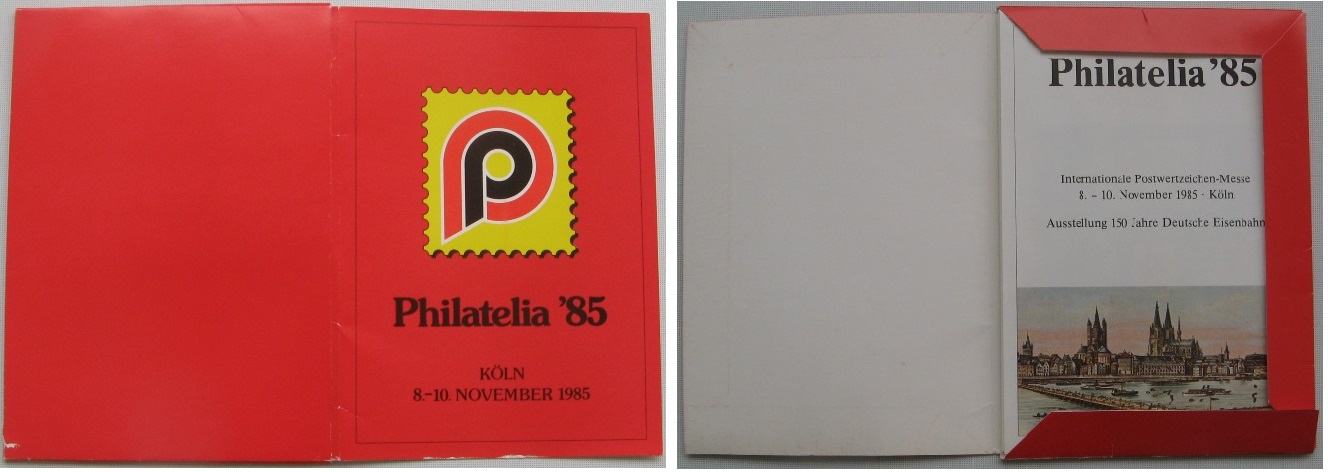 Philatelia '85
KÖLN
8.-10. NOVEMBER 1985
Philatelia '85
Internationale Postwertzeichen-Messe
8. - 10. November 1985 - Köln
Ausstellung 150 Jahre Deutsche Eisenbahn